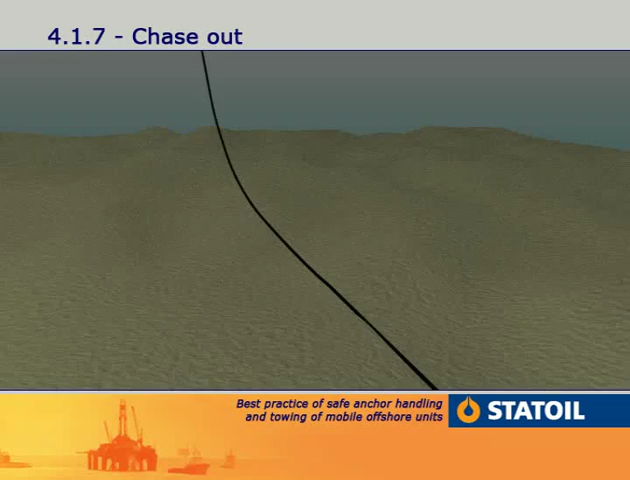 4.1.7 - Chase out
Best practice of safe anchor handling
and towing of mobile offshore units
STATOIL